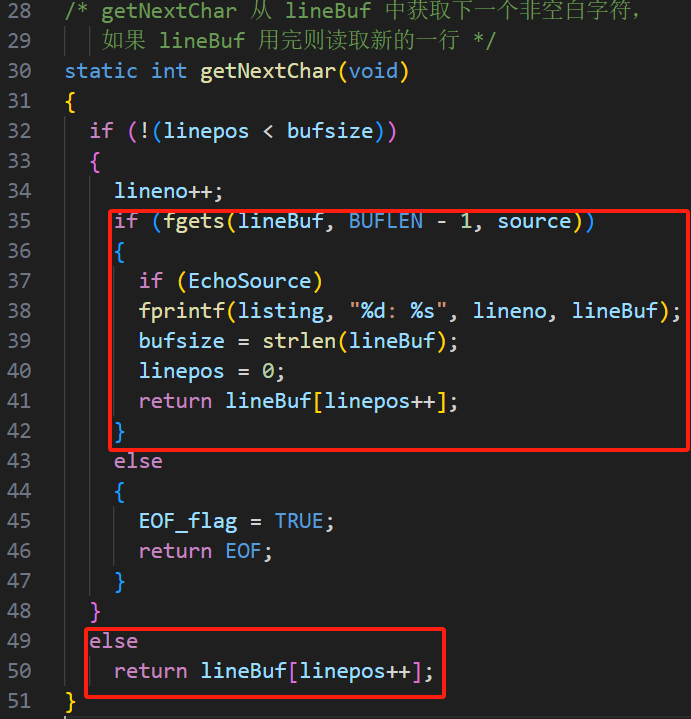 28 /* getNextChar 从 lineBuf 中获取下一个非空白字符，
29    如果 lineBuf 用完则读取新的一行 */
30 static int getNextChar(void)
31 {
32   if (!(linepos < bufsize))
33   {
34     lineno++;
35     if (fgets(lineBuf, BUFLEN - 1, source))
36     {
37       if (EchoSource)
38       fprintf(listing, "%d: %s", lineno, lineBuf);
39       bufsize = strlen(lineBuf);
40       linepos = 0;
41       return lineBuf[linepos++];
42     }
43     else
44     {
45       EOF_flag = TRUE;
46       return EOF;
47     }
48   }
49   else
50     return lineBuf[linepos++];
51 }